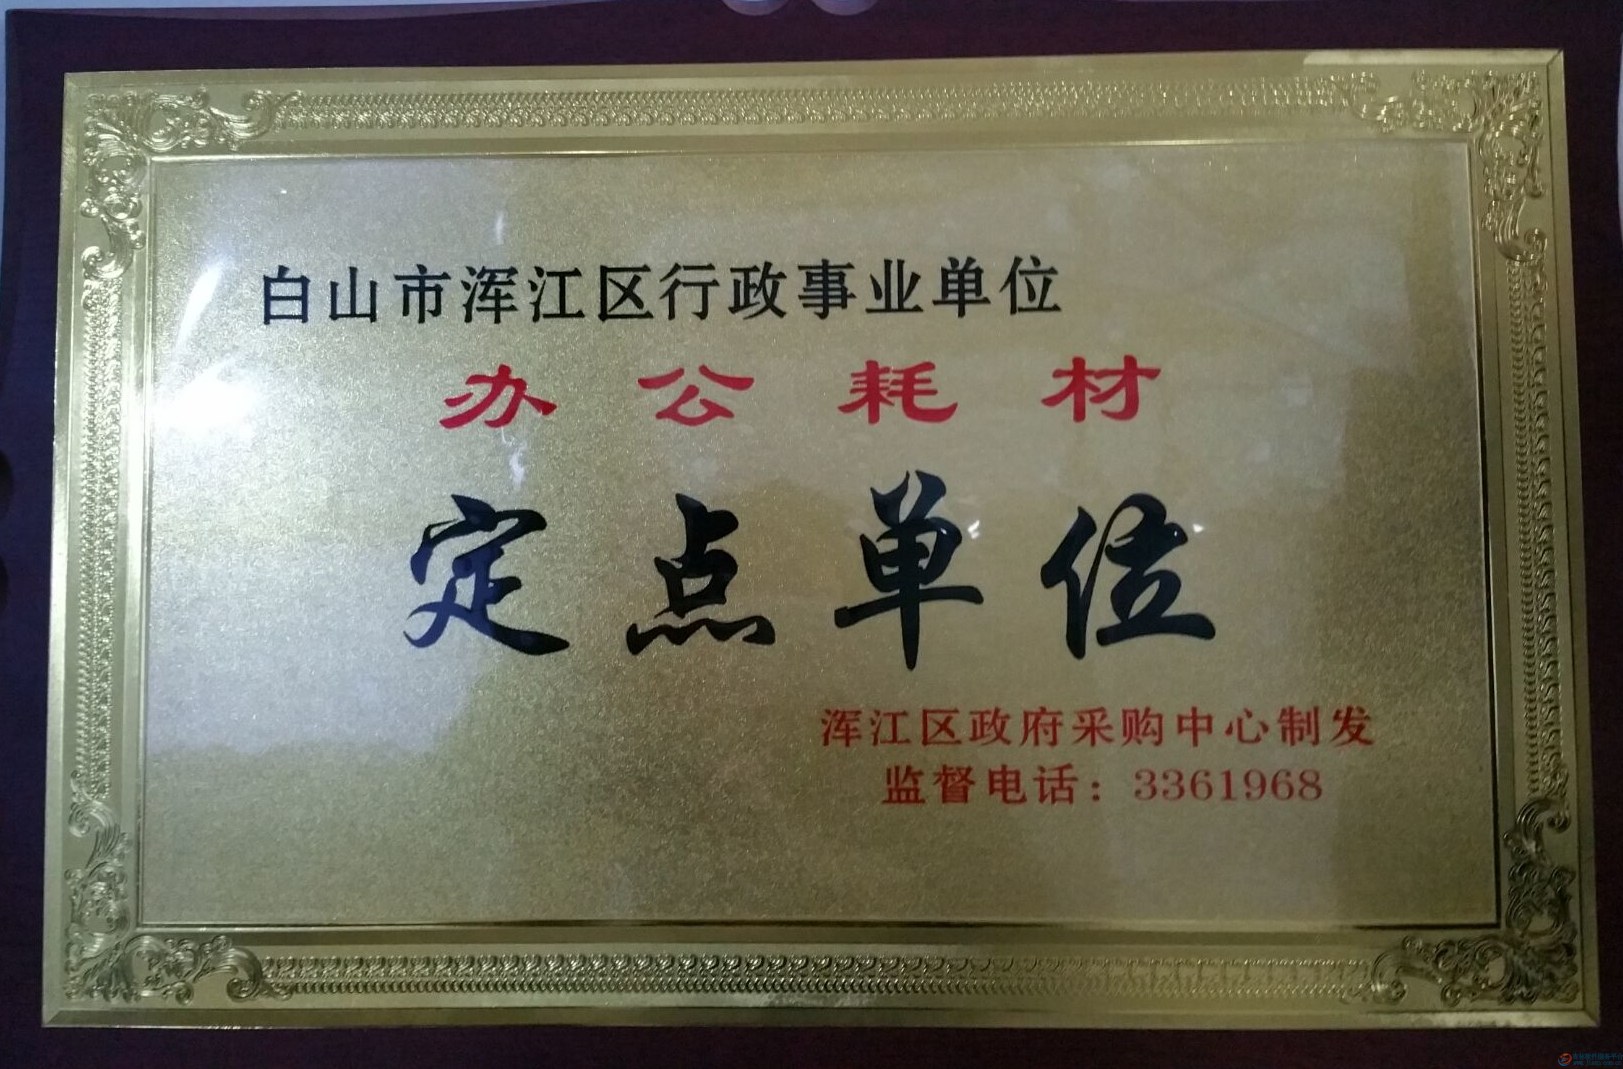 白山市浑江区行政事业单位
办公耗材
定点单位
浑江区政府采购中心制发
监督电话：3361968